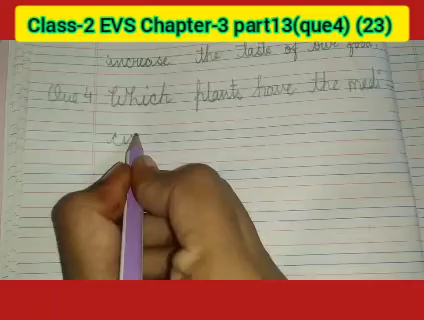 Class-2 EVS Chapter-3 part13(que4) (23)
increase the taste of our food.
Que 4 Which plants have the medi
cin